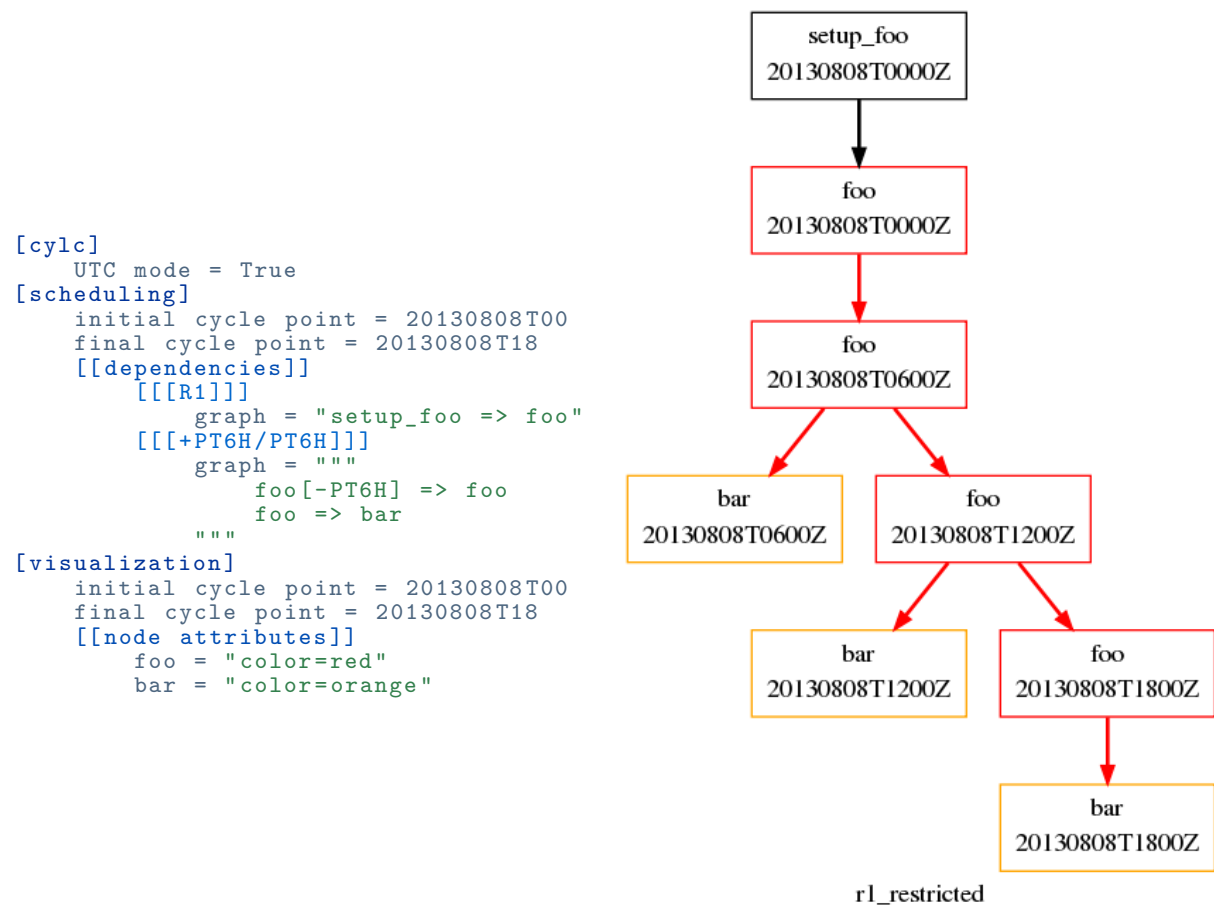 [cylc]
    UTC mode = True
[scheduling]
    initial cycle point = 20130808T00
    final cycle point = 20130808T18
    [[dependencies]]
        [[[R1]]]
            graph = "setup_foo => foo"
        [[[+PT6H/PT6H]]]
            graph = """
                foo[-PT6H] => foo
                foo => bar
            """
[visualization]
    initial cycle point = 20130808T00
    final cycle point = 20130808T18
    [[node attributes]]
        foo = "color=red"
        bar = "color=orange"
setup_foo
20130808T0000Z
foo
20130808T0000Z
foo
20130808T0600Z
bar
20130808T0600Z
foo
20130808T1200Z
bar
20130808T1200Z
foo
20130808T1800Z
bar
20130808T1800Z
r1_restricted